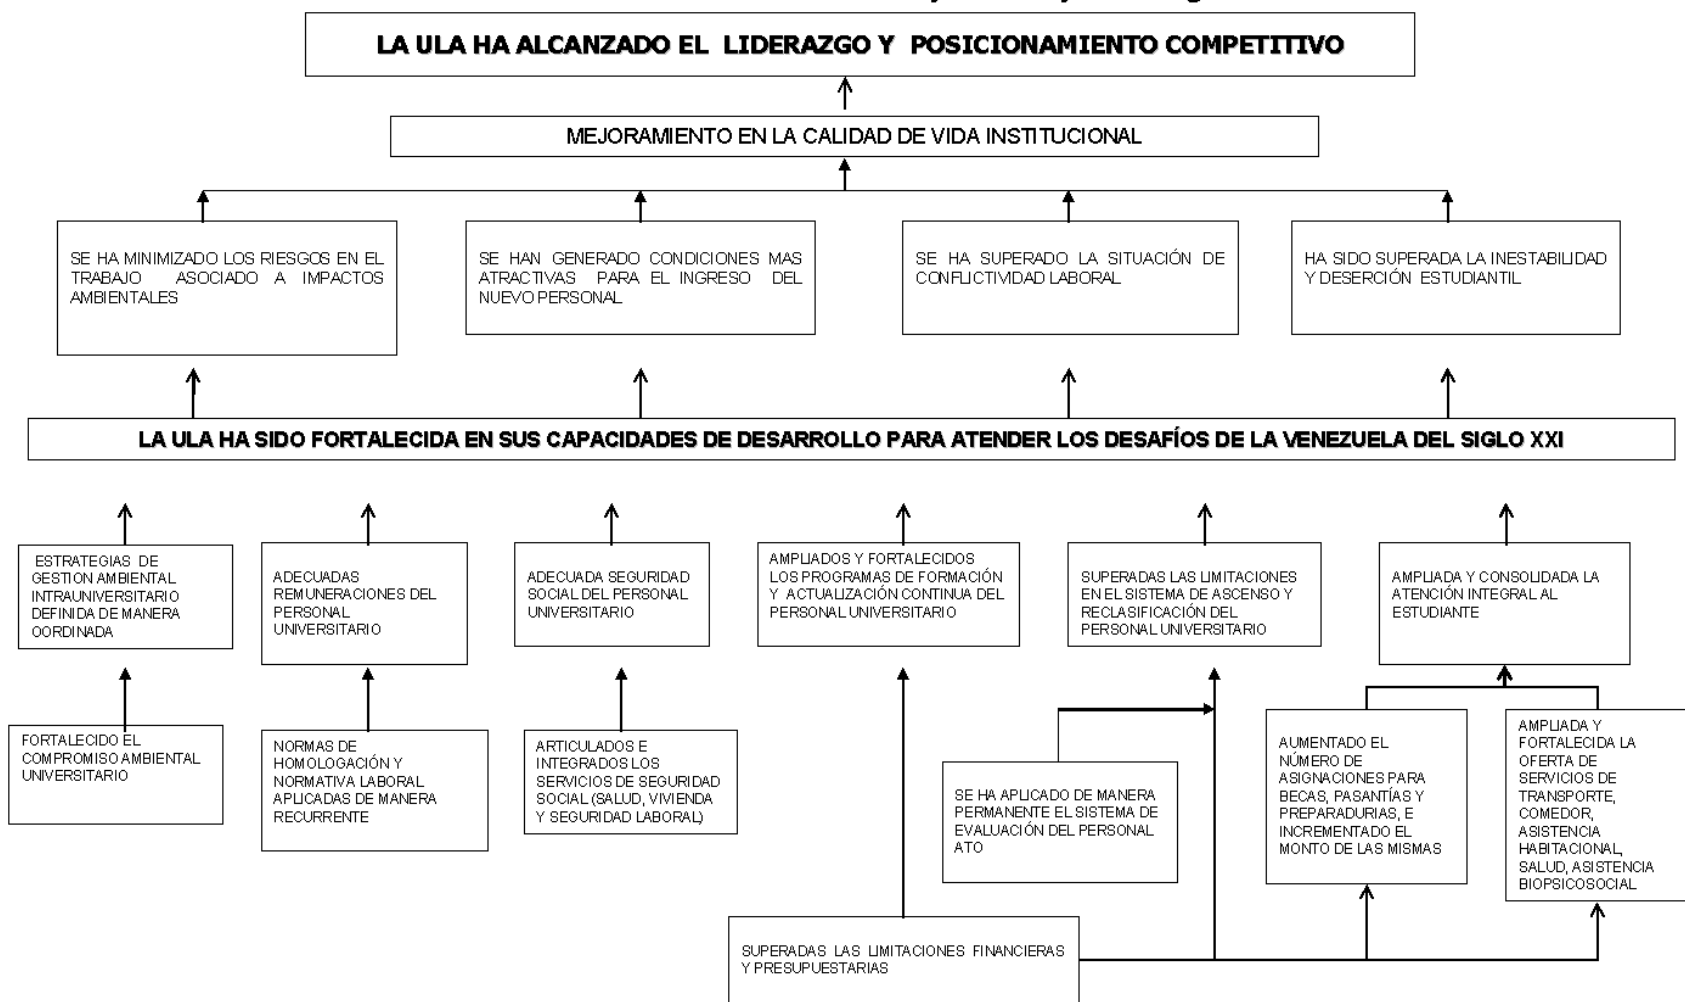 LA ULA HA ALCANZADO EL LIDERAZGO Y POSICIONAMIENTO COMPETITIVO
MEJORAMIENTO EN LA CALIDAD DE VIDA INSTITUCIONAL
SE HA MINIMIZADO LOS RIESGOS EN EL
TRABAJO ASOCIADO A IMPACTOS
AMBIENTALES
SE HAN GENERADO CONDICIONES MAS
ATRACTIVAS PARA EL INGRESO DEL
NUEVO PERSONAL
SE HA SUPERADO LA SITUACIÓN DE
CONFLICTIVIDAD LABORAL
HA SIDO SUPERADA LA INESTABILIDAD
Y DESERCIÓN ESTUDIANTIL
LA ULA HA SIDO FORTALECIDA EN SUS CAPACIDADES DE DESARROLLO PARA ATENDER LOS DESAFÍOS DE LA VENEZUELA DEL SIGLO XXI
ESTRATEGIAS DE
GESTION AMBIENTAL
INTRAUNIVERSITARIO
DEFINIDA DE MANERA
OORDINADA
ADECUADAS
REMUNERACIONES DEL
PERSONAL
UNIVERSITARIO
ADECUADA SEGURIDAD
SOCIAL DEL PERSONAL
UNIVERSITARIO
AMPLIADOS Y FORTALECIDOS
LOS PROGRAMAS DE FORMACIÓN
Y ACTUALIZACIÓN CONTINUA DEL
PERSONAL UNIVERSITARIO
SUPERADAS LAS LIMITACIONES
EN EL SISTEMA DE ASCENSO Y
RECLASIFICACIÓN DEL
PERSONAL UNIVERSITARIO
AMPLIADA Y CONSOLIDADA LA
ATENCIÓN INTEGRAL AL
ESTUDIANTE
FORTALECIDO EL
COMPROMISO AMBIENTAL
UNIVERSITARIO
NORMAS DE
HOMOLOGACIÓN Y
NORMATIVA LABORAL
APLICADAS DE MANERA
RECURRENTE
ARTICULADOS E
INTEGRADOS LOS
SERVICIOS DE SEGURIDAD
SOCIAL (SALUD, VIVIENDA
Y SEGURIDAD LABORAL)
SE HA APLICADO DE MANERA
PERMANENTE EL SISTEMA DE
EVALUACIÓN DEL PERSONAL
ATO
AUMENTADO EL
NÚMERO DE
ASIGNACIONES PARA
BECAS, PASANTÍAS Y
PREPARADURIAS, E
INCREMENTADO EL
MONTO DE LAS MISMAS
AMPLIADA Y
FORTALECIDA LA
OFERTA DE
SERVICIOS DE
TRANSPORTE,
COMEDOR,
ASISTENCIA
HABITACIONAL,
SALUD, ASISTENCIA
BIOPSICOSOCIAL
SUPERADAS LAS LIMITACIONES FINANCIERAS
Y PRESUPUESTARIAS